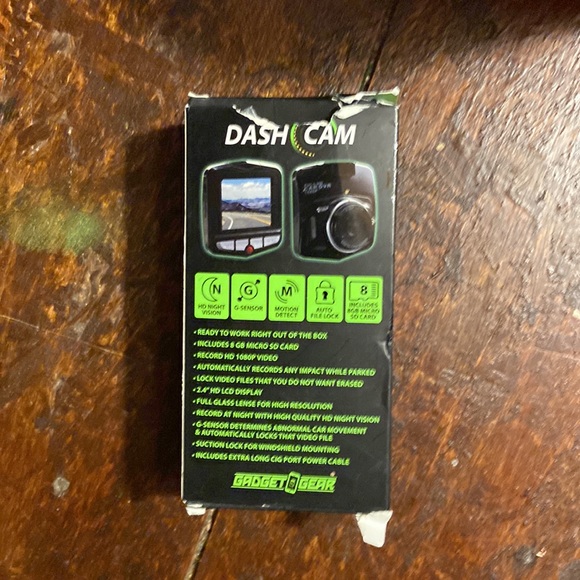 DASH CAM
N
G
M
8
HD NIGHT
VISION
G-SENSOR
MOTION
DETECT
AUTO
FILE LOCK
INCLUDES
8GB MICRO
SD CARD
• READY TO WORK RIGHT OUT OF THE BOX
• INCLUDES 8 GB MICRO SD CARD
• RECORD HD 1080P VIDEO
• AUTOMATICALLY RECORDS ANY IMPACT WHILE PARKED
• LOCK VIDEO FILES THAT YOU DO NOT WANT ERASED
• 2.4" HD LCD DISPLAY
• FULL GLASS LENSE FOR HIGH RESOLUTION
• RECORD AT NIGHT WITH HIGH QUALITY HD NIGHT VISION
• G-SENSOR DETERMINES ABNORMAL CAR MOVEMENT
& AUTOMATICALLY LOCKS THAT VIDEO FILE
• SUCTION LOCK FOR WINDSHIELD MOUNTING
• INCLUDES EXTRA LONG CIG PORT POWER CABLE
GADGET GEAR